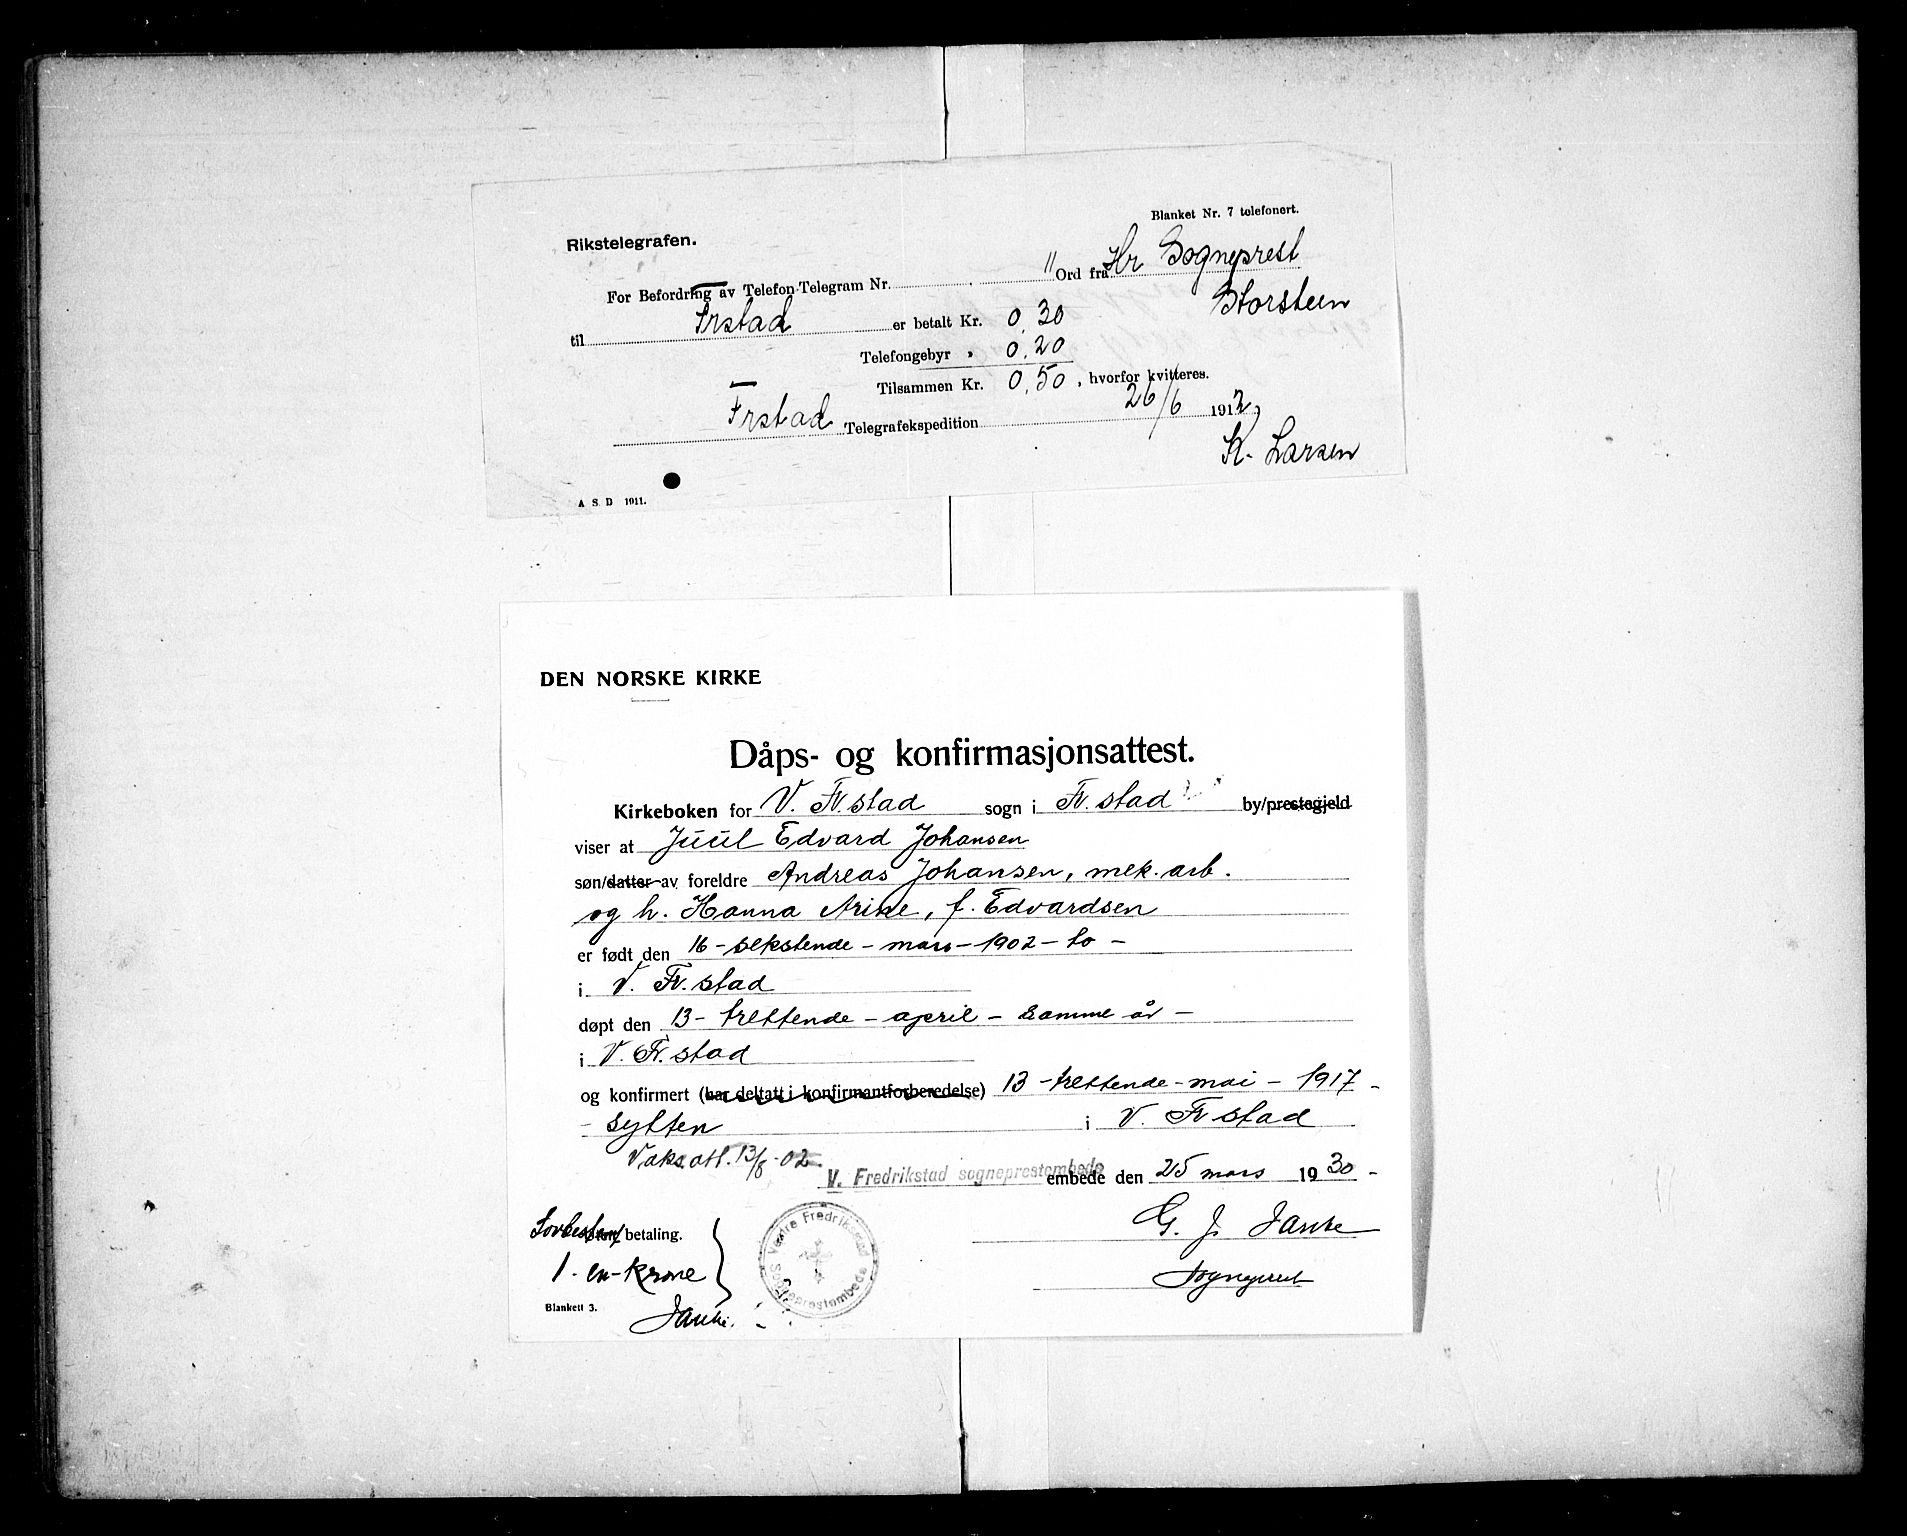 Blanket Nr. 7 telefonert.
Rikstelegrafen.
For Befordring av Telefon-Telegram Nr. 11 Ord fra Hr Sogneprest
Storsteen
til Frstad er betalt Kr. 0,30
Telefongebyr » 0,20
Tilsammen Kr. 0,50, hvorfor kvitteres.
Frstad Telegrafekspedition 26/6 1912
K. Larsen
A S. D 1911.
DEN NORSKE KIRKE
Dåps- og konfirmasjonsattest.
Kirkeboken for V. Fr.stad sogn i Fr.stad by/prestegjeld
viser at Juul Edvard Johansen
søn/datter av foreldre Andreas Johansen, mek. arb.
og h. Hanna Arine, f. Edvardsen
er født den 16 - sekstende - mars - 1902 - to -
i V. Fr.stad
døpt den 13 - trettende - april - samme år -
i V. Fr.stad
og konfirmert (har deltatt i konfirmantforberedelse) 13 - trettende - mai - 1917 -
- sytten i V. Fr.stad
Vaks. att. 13/8-02.
V. Fredrikstad sogneprestembede embede den 25 mars 1930 -
betaling.
G. J. Janke
1 - en - krone
Sogneprest
Blankett 3.
Janke.
Vestre Fredrikstad Sogneprestembede